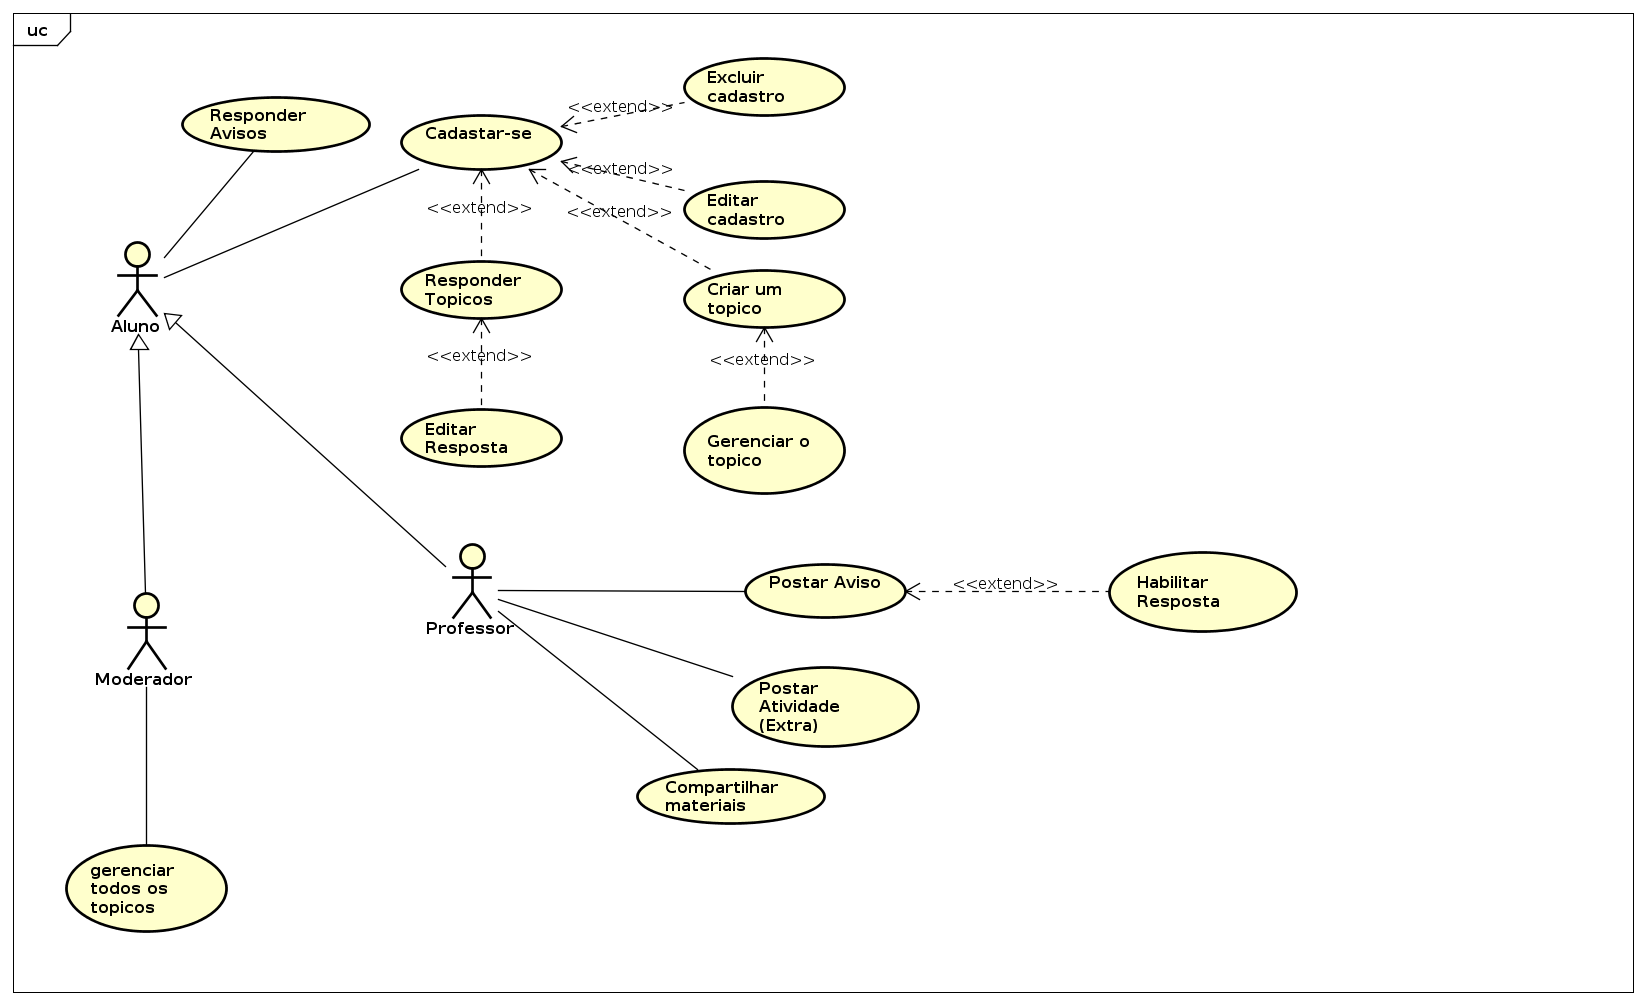 uc
Excluir
cadastro
<<extend>>
Responder
Avisos
Cadastar-se
<<extend>>
Editar
cadastro
<<extend>>
<<extend>>
Responder
Topicos
Criar um
topico
Aluno
<<extend>>
<<extend>>
Editar
Resposta
Gerenciar o
topico
Postar Aviso
<<extend>>
Habilitar
Resposta
Professor
Moderador
Postar
Atividade
(Extra)
Compartilhar
materiais
gerenciar
todos os
topicos